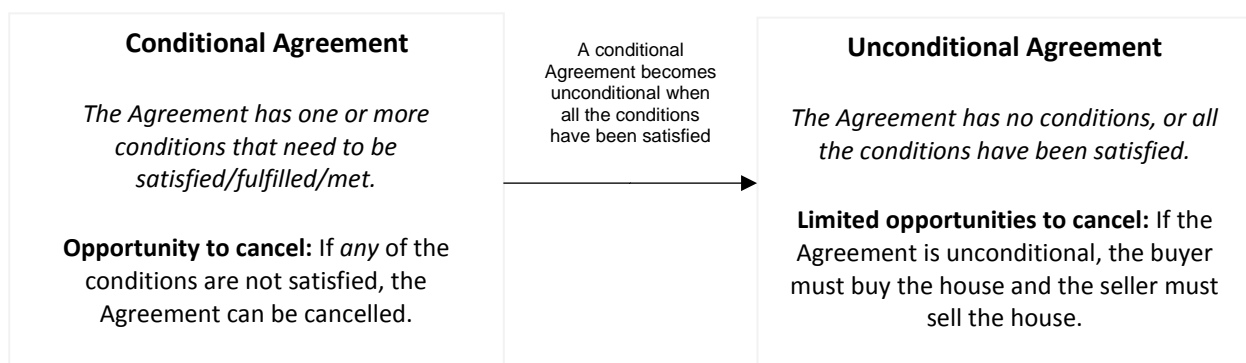 Conditional Agreement
The Agreement has one or more
conditions that need to be
satisfied/fulfilled/met.
Opportunity to cancel: If any of the
conditions are not satisfied, the
Agreement can be cancelled.
A conditional
Agreement becomes
unconditional when
all the conditions
have been satisfied
Unconditional Agreement
The Agreement has no conditions, or all
the conditions have been satisfied.
Limited opportunities to cancel: If the
Agreement is unconditional, the buyer
must buy the house and the seller must
sell the house.